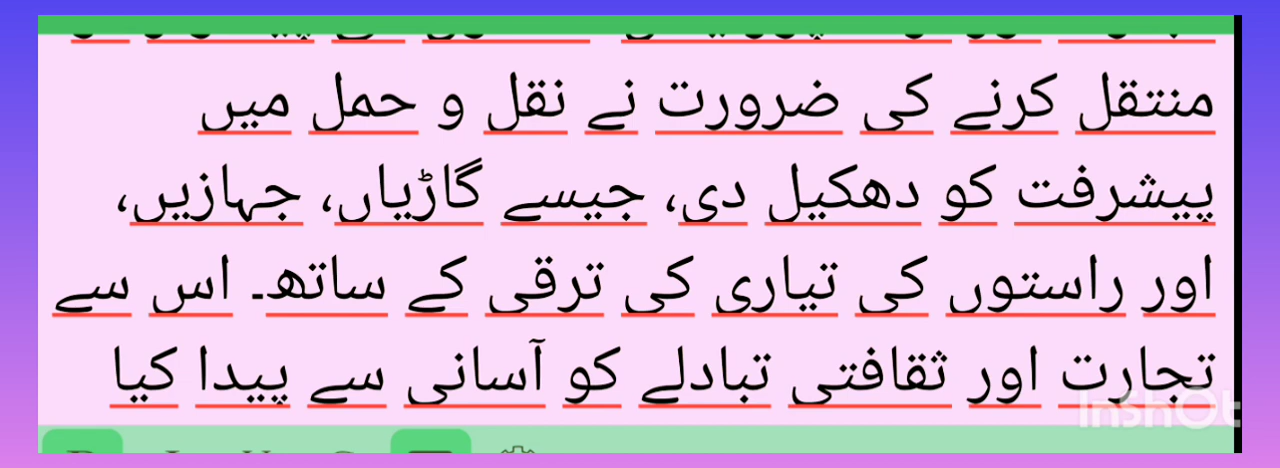 منتقل کرنے کی ضرورت نے نقل و حمل میں
پیشرفت کو دھکیل دی، جیسے گاڑیاں، جہازیں،
اور راستوں کی تیاری کی ترقی کے ساتھ۔ اس سے
تجارت اور ثقافتی تبادلے کو آسانی سے پیدا کیا
InShOt